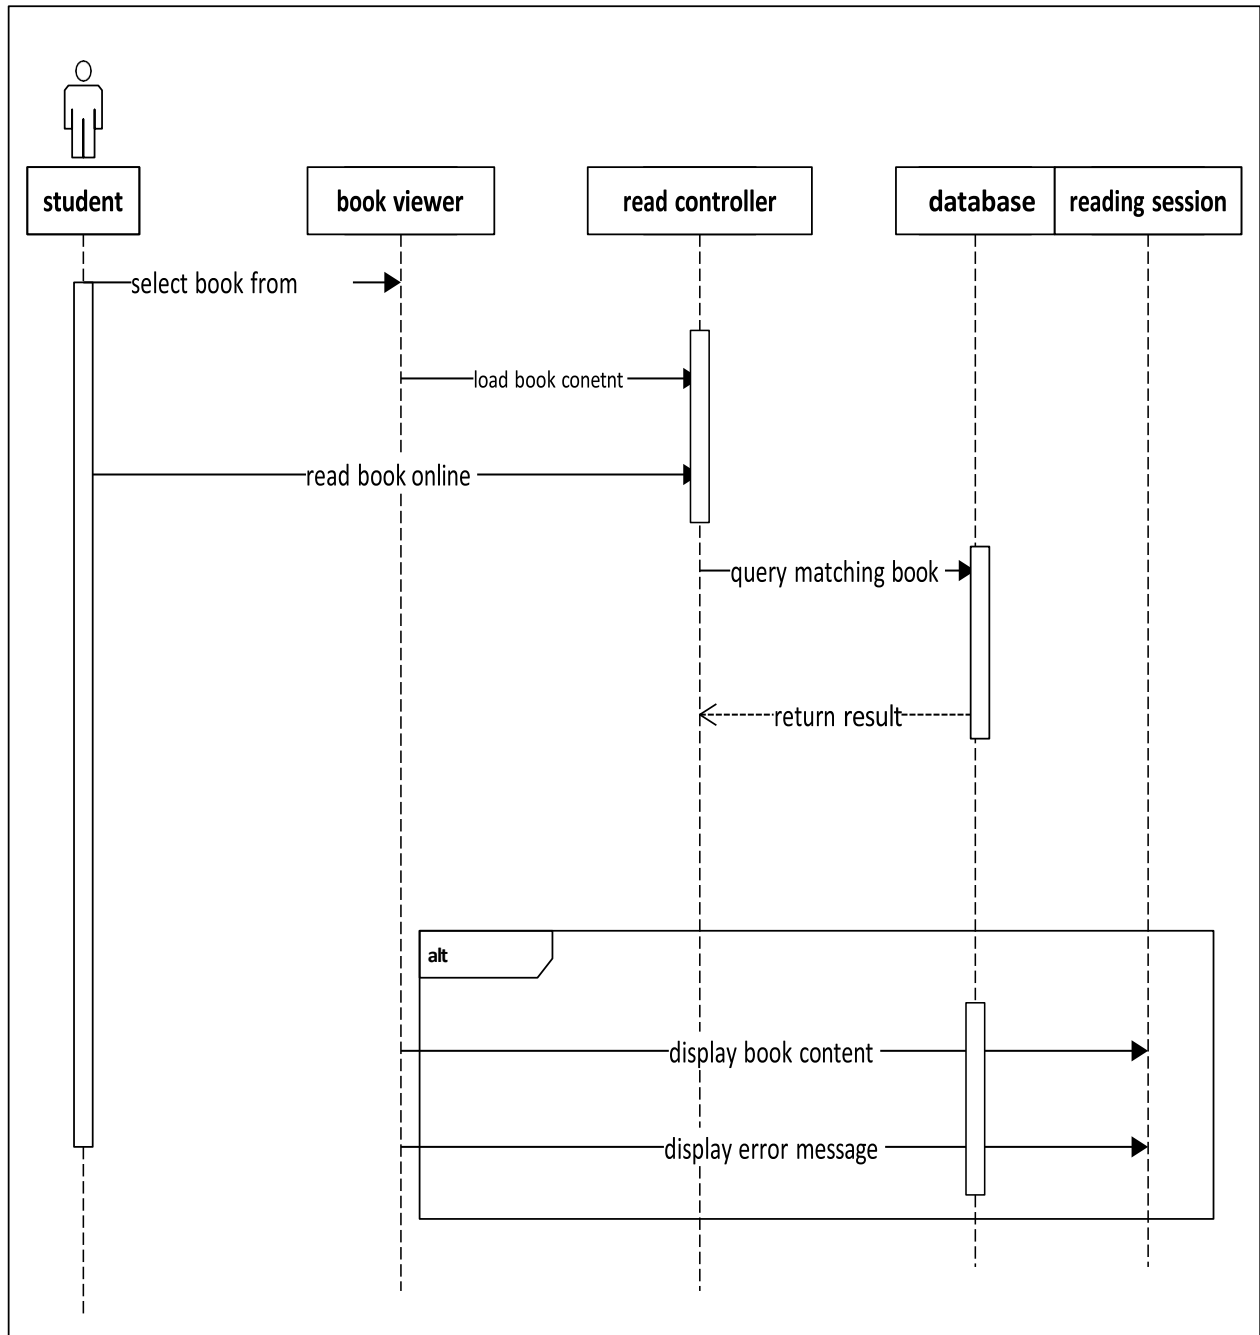 student
book viewer
read controller
database
reading session
select book from
load book conetnt
read book online
query matching book
return result
alt
display book content
display error message